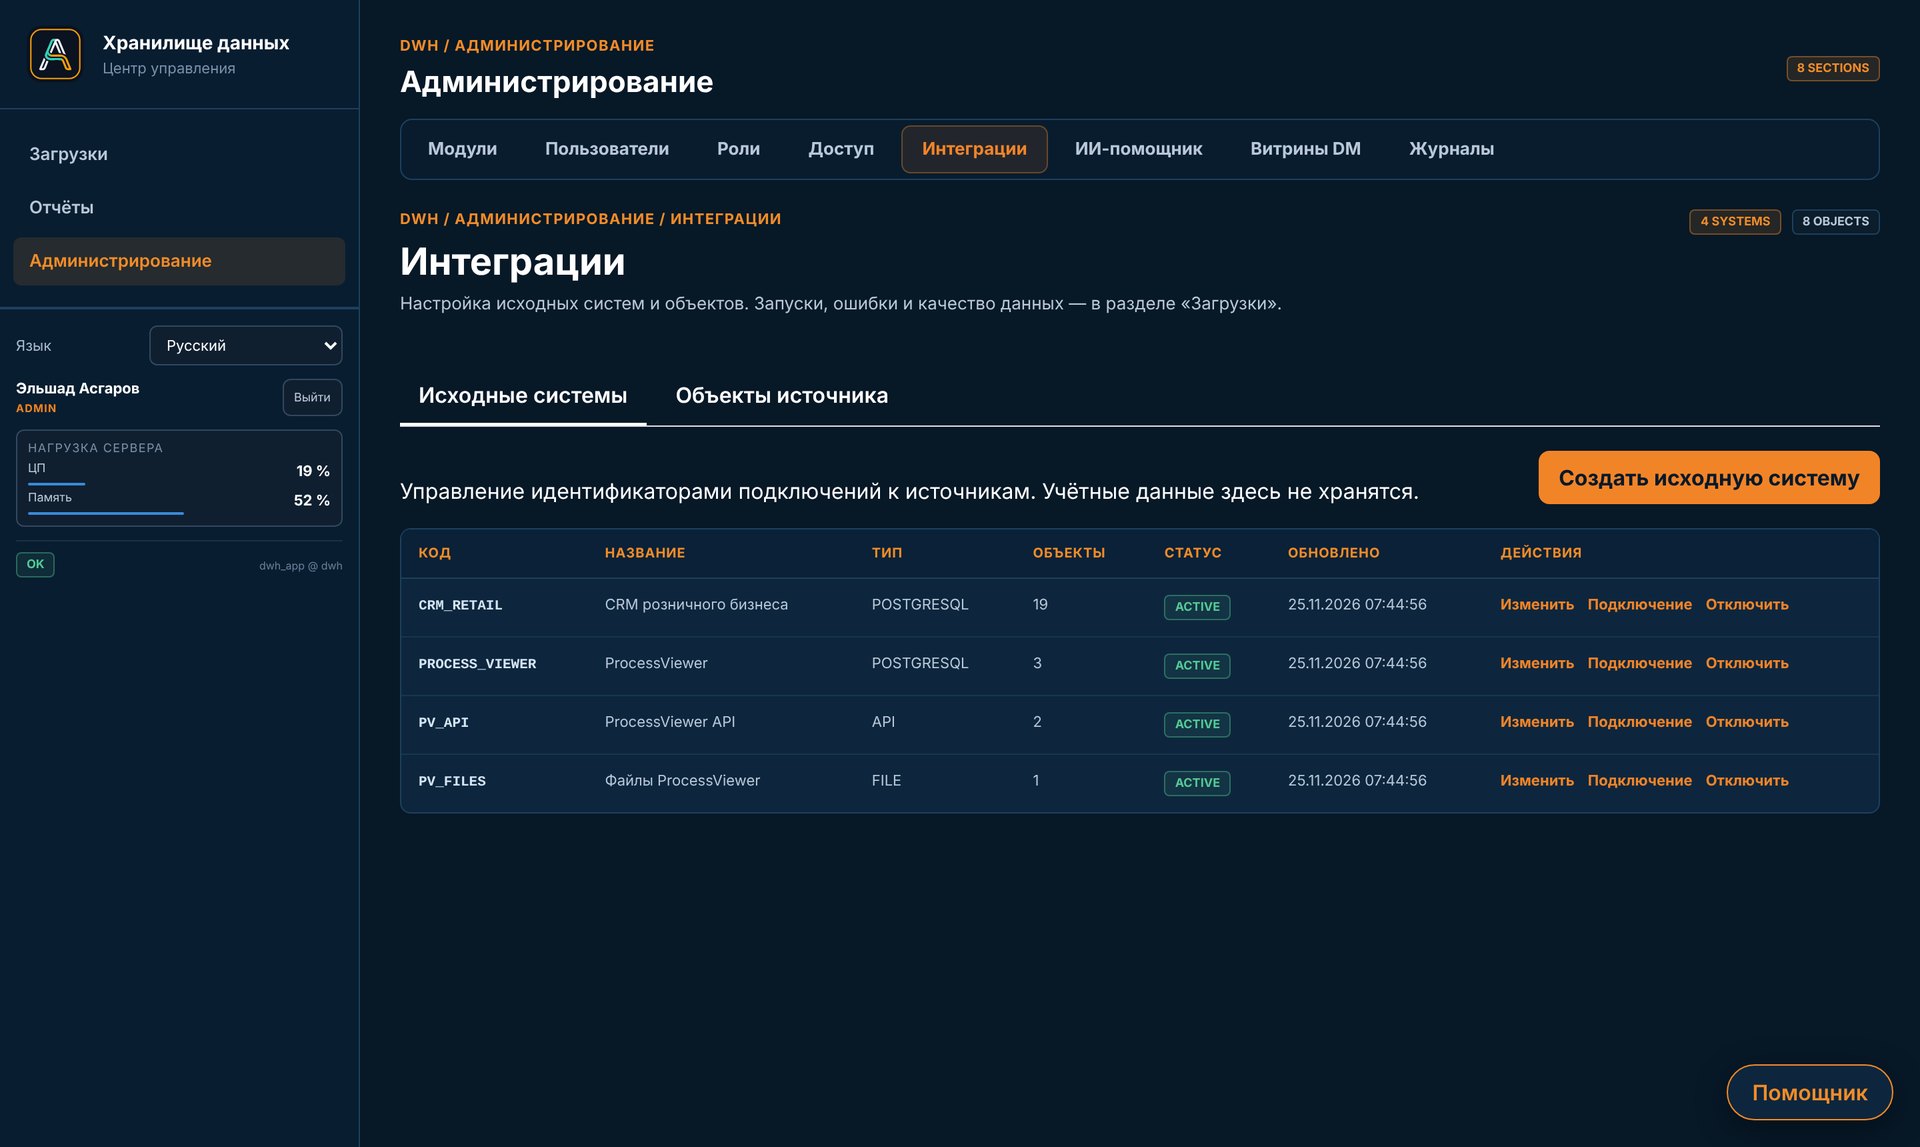 Хранилище данных
Центр управления
Загрузки
Отчёты
Администрирование
Язык
Русский
Эльшад Асгаров
ADMIN
Выйти
НАГРУЗКА СЕРВЕРА
ЦП 19 %
Память 52 %
OK
dwh_app @ dwh
DWH / АДМИНИСТРИРОВАНИЕ
Администрирование
8 SECTIONS
Модули Пользователи Роли Доступ Интеграции ИИ-помощник Витрины DM Журналы
DWH / АДМИНИСТРИРОВАНИЕ / ИНТЕГРАЦИИ
4 SYSTEMS 8 OBJECTS
Интеграции
Настройка исходных систем и объектов. Запуски, ошибки и качество данных — в разделе «Загрузки».
Исходные системы Объекты источника
Управление идентификаторами подключений к источникам. Учётные данные здесь не хранятся.
Создать исходную систему
КОД НАЗВАНИЕ ТИП ОБЪЕКТЫ СТАТУС ОБНОВЛЕНО ДЕЙСТВИЯ
CRM_RETAIL CRM розничного бизнеса POSTGRESQL 19 ACTIVE 25.11.2026 07:44:56 Изменить Подключение Отключить
PROCESS_VIEWER ProcessViewer POSTGRESQL 3 ACTIVE 25.11.2026 07:44:56 Изменить Подключение Отключить
PV_API ProcessViewer API API 2 ACTIVE 25.11.2026 07:44:56 Изменить Подключение Отключить
PV_FILES Файлы ProcessViewer FILE 1 ACTIVE 25.11.2026 07:44:56 Изменить Подключение Отключить
Помощник